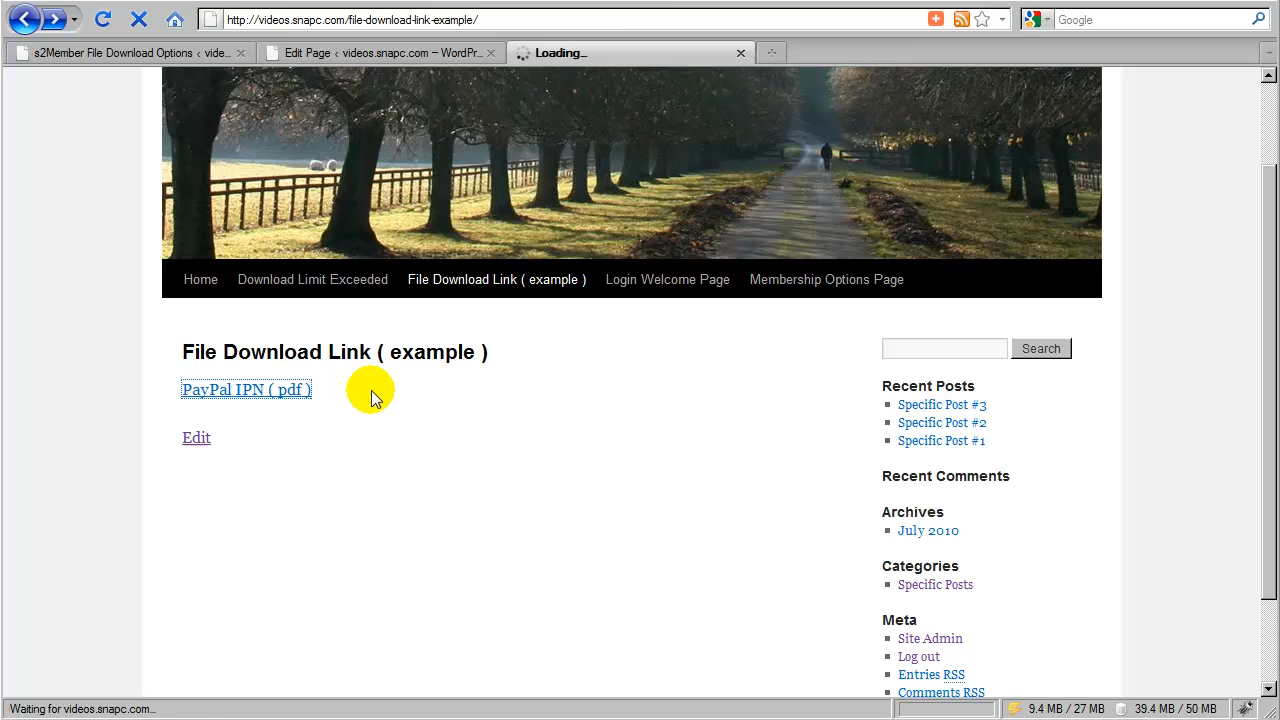 http://videos.snapc.com/file-download-link-example/
Google
s2Member File Download Options ‹ vide...
Edit Page ‹ videos.snapc.com — WordPr...
Loading...
Home
Download Limit Exceeded
File Download Link ( example )
Login Welcome Page
Membership Options Page
File Download Link ( example )
PayPal IPN ( pdf )
Edit
Search
Recent Posts
Specific Post #3
Specific Post #2
Specific Post #1
Recent Comments
Archives
July 2010
Categories
Specific Posts
Meta
Site Admin
Log out
Entries RSS
Comments RSS
Waiting for videos.snapc.com...
9.4 MB / 27 MB
39.4 MB / 50 MB